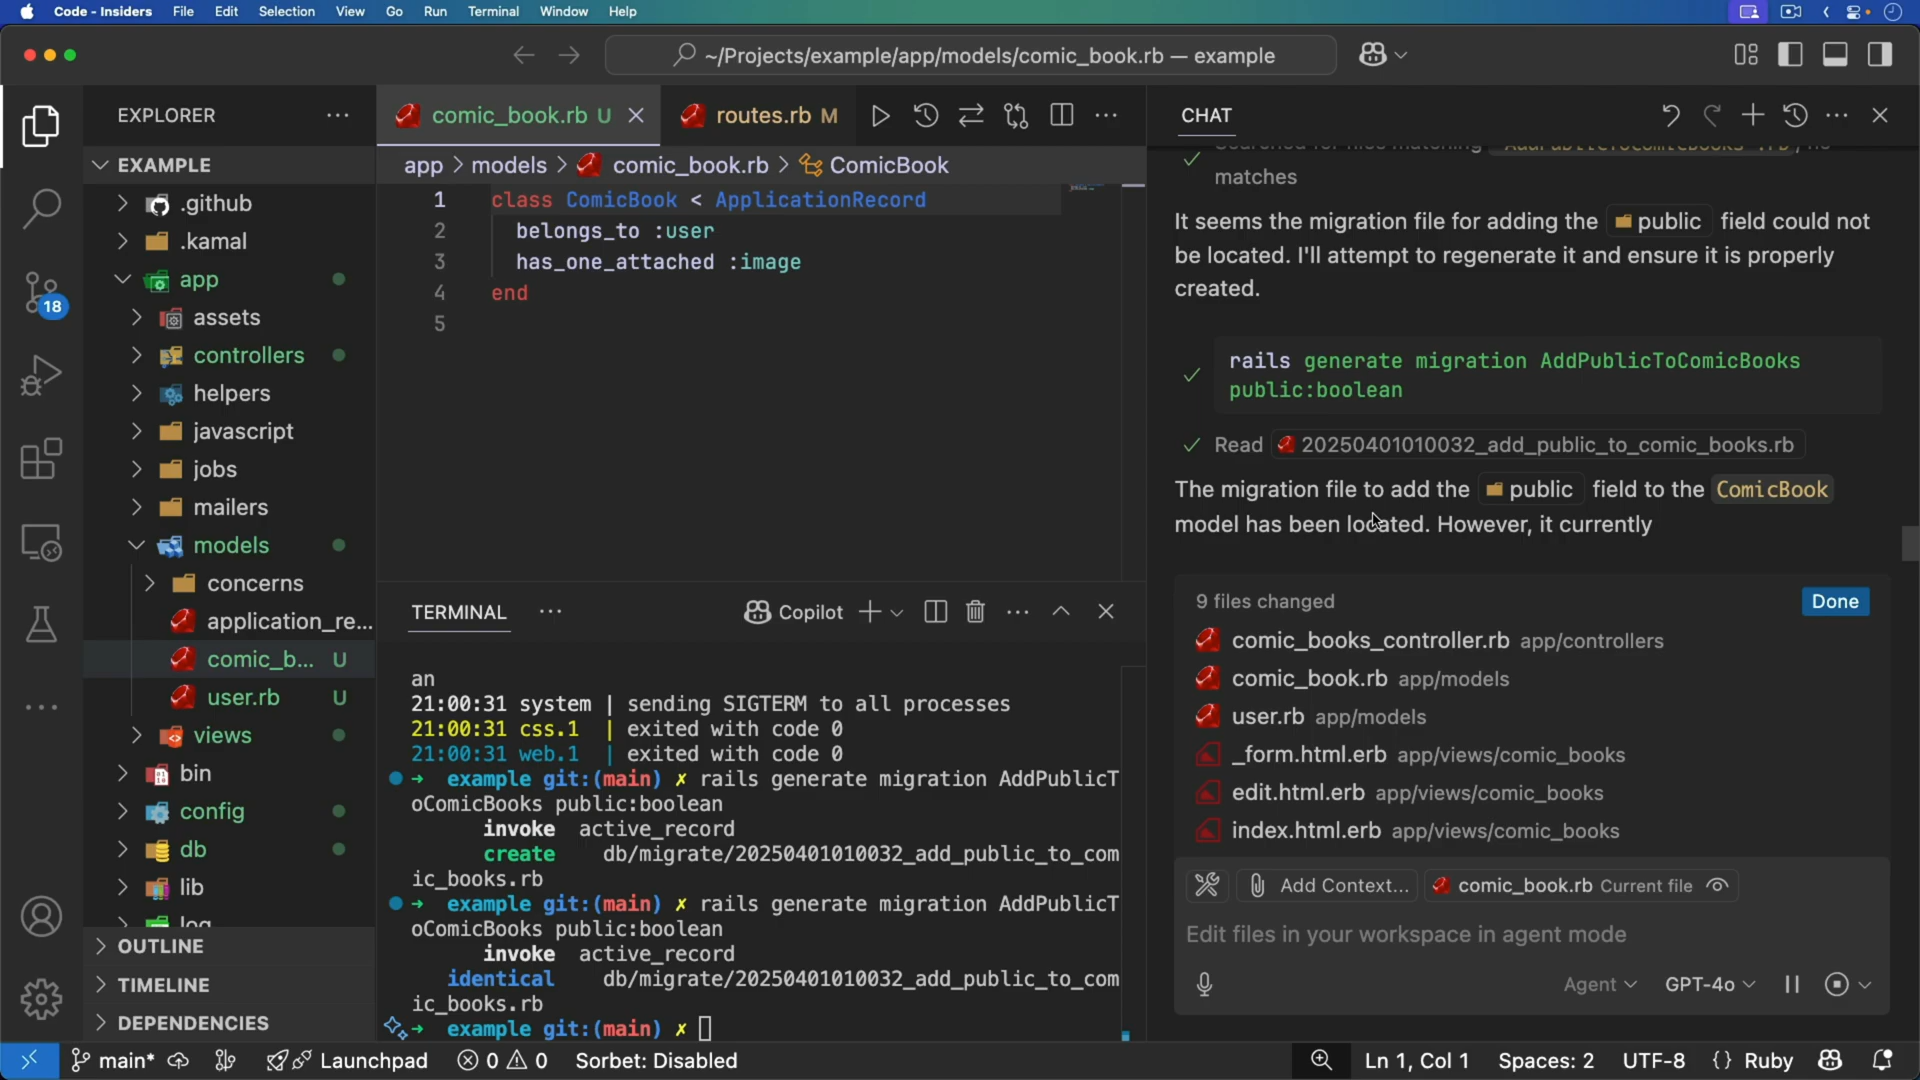 Code - Insiders File Edit Selection View Go Run Terminal Window Help
~/Projects/example/app/models/comic_book.rb — example
EXPLORER
EXAMPLE
.github
.kamal
app
assets
controllers
helpers
javascript
jobs
mailers
models
concerns
application_re...
comic_b... U
user.rb U
views
bin
config
db
lib
log
OUTLINE
TIMELINE
DEPENDENCIES
18
comic_book.rb U
routes.rb M
app > models > comic_book.rb > ComicBook
1 class ComicBook < ApplicationRecord
2 belongs_to :user
3 has_one_attached :image
4 end
5
TERMINAL
Copilot
an
21:00:31 system | sending SIGTERM to all processes
21:00:31 css.1 | exited with code 0
21:00:31 web.1 | exited with code 0
➜ example git:(main) ✗ rails generate migration AddPublicT
oComicBooks public:boolean
invoke active_record
create db/migrate/20250401010032_add_public_to_com
ic_books.rb
➜ example git:(main) ✗ rails generate migration AddPublicT
oComicBooks public:boolean
invoke active_record
identical db/migrate/20250401010032_add_public_to_com
ic_books.rb
➜ example git:(main) ✗
CHAT
Searched for files matching AddPublicToComicBooks*.rb, no
matches
It seems the migration file for adding the public field could not
be located. I'll attempt to regenerate it and ensure it is properly
created.
rails generate migration AddPublicToComicBooks
public:boolean
Read 20250401010032_add_public_to_comic_books.rb
The migration file to add the public field to the ComicBook
model has been located. However, it currently
9 files changed
Done
comic_books_controller.rb app/controllers
comic_book.rb app/models
user.rb app/models
_form.html.erb app/views/comic_books
edit.html.erb app/views/comic_books
index.html.erb app/views/comic_books
Add Context...
comic_book.rb Current file
Edit files in your workspace in agent mode
Agent
GPT-4o
main* Launchpad 0 0 Sorbet: Disabled
Ln 1, Col 1 Spaces: 2 UTF-8 {} Ruby